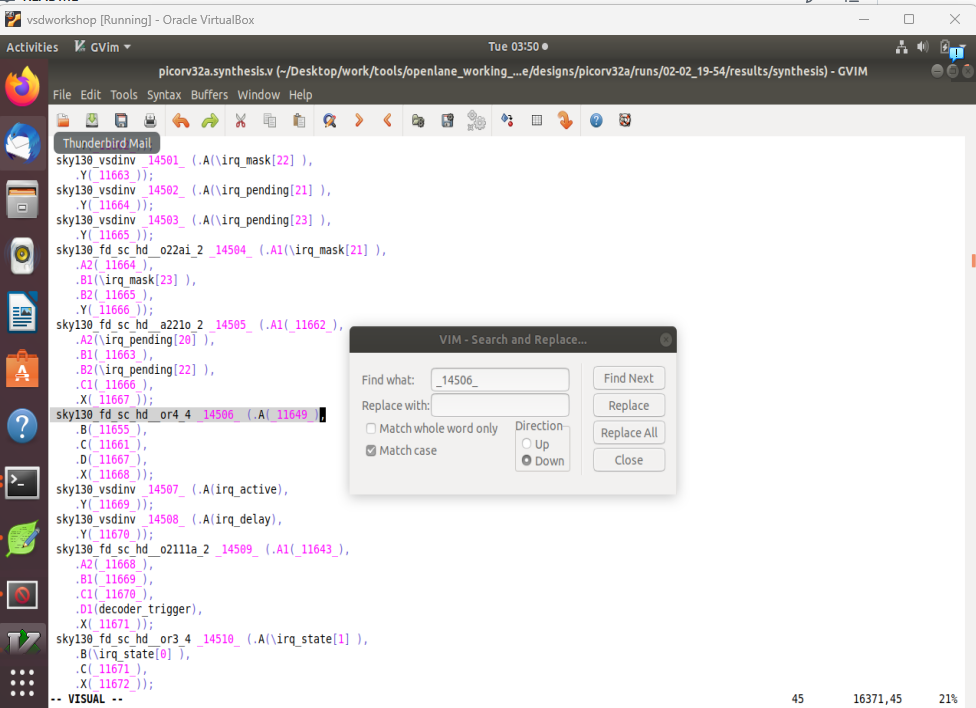 vsdworkshop [Running] - Oracle VirtualBox
Activities GVim Tue 03:50
picorv32a.synthesis.v (~/Desktop/work/tools/openlane_working_...e/designs/picorv32a/runs/02-02_19-54/results/synthesis) - GVIM
File Edit Tools Syntax Buffers Window Help
Thunderbird Mail
sky130_vsdinv _14501_ (.A(\irq_mask[22] ),
.Y(_11663_));
sky130_vsdinv _14502_ (.A(\irq_pending[21] ),
.Y(_11664_));
sky130_vsdinv _14503_ (.A(\irq_pending[23] ),
.Y(_11665_));
sky130_fd_sc_hd__o22ai_2 _14504_ (.A1(\irq_mask[21] ),
.A2(_11664_),
.B1(\irq_mask[23] ),
.B2(_11665_),
.Y(_11666_));
sky130_fd_sc_hd__a221o_2 _14505_ (.A1(_11662_),
.A2(\irq_pending[20] ),
.B1(_11663_),
.B2(\irq_pending[22] ),
.C1(_11666_),
.X(_11667_));
sky130_fd_sc_hd__or4_4 _14506_ (.A(_11649_),
.B(_11655_),
.C(_11661_),
.D(_11667_),
.X(_11668_));
sky130_vsdinv _14507_ (.A(irq_active),
.Y(_11669_));
sky130_vsdinv _14508_ (.A(irq_delay),
.Y(_11670_));
sky130_fd_sc_hd__o2111a_2 _14509_ (.A1(_11643_),
.A2(_11668_),
.B1(_11669_),
.C1(_11670_),
.D1(decoder_trigger),
.X(_11671_));
sky130_fd_sc_hd__or3_4 _14510_ (.A(\irq_state[1] ),
.B(\irq_state[0] ),
.C(_11671_),
.X(_11672_));
-- VISUAL -- 45 16371,45 21%
VIM - Search and Replace...
Find what: _14506_ Find Next
Replace with: Replace
Match whole word only Direction Replace All
Match case Up
Down Close